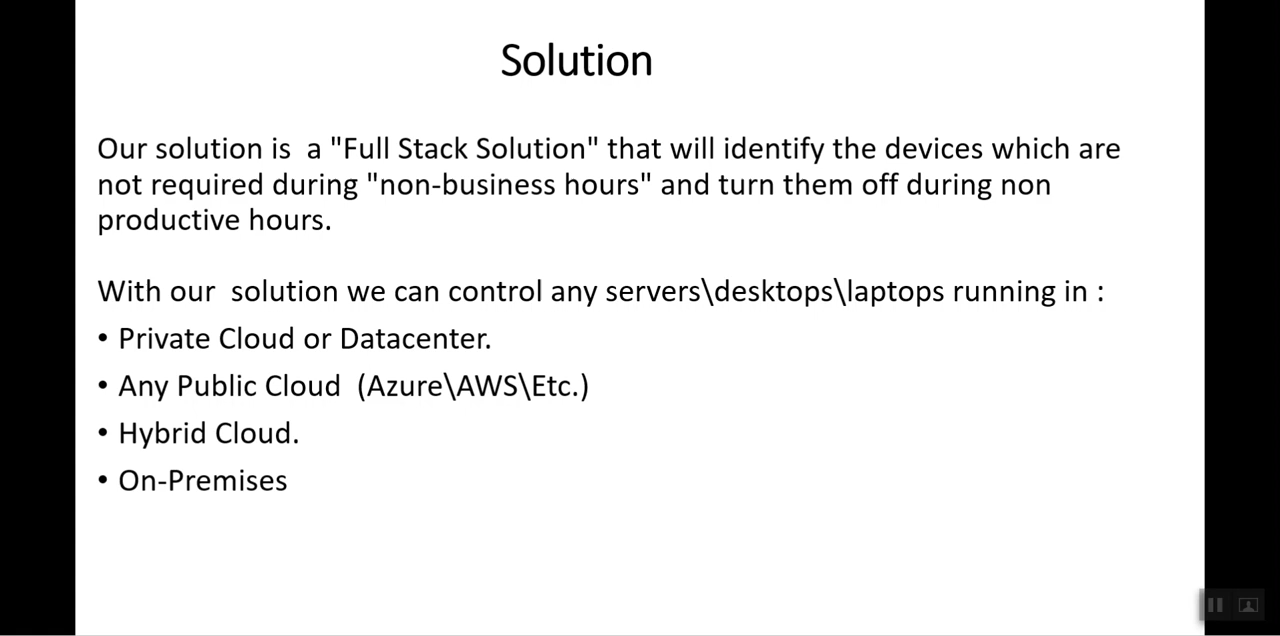 Solution
Our solution is  a "Full Stack Solution" that will identify the devices which are
not required during "non-business hours" and turn them off during non
productive hours.
With our  solution we can control any servers\desktops\laptops running in :
• Private Cloud or Datacenter.
• Any Public Cloud  (Azure\AWS\Etc.)
• Hybrid Cloud.
• On-Premises